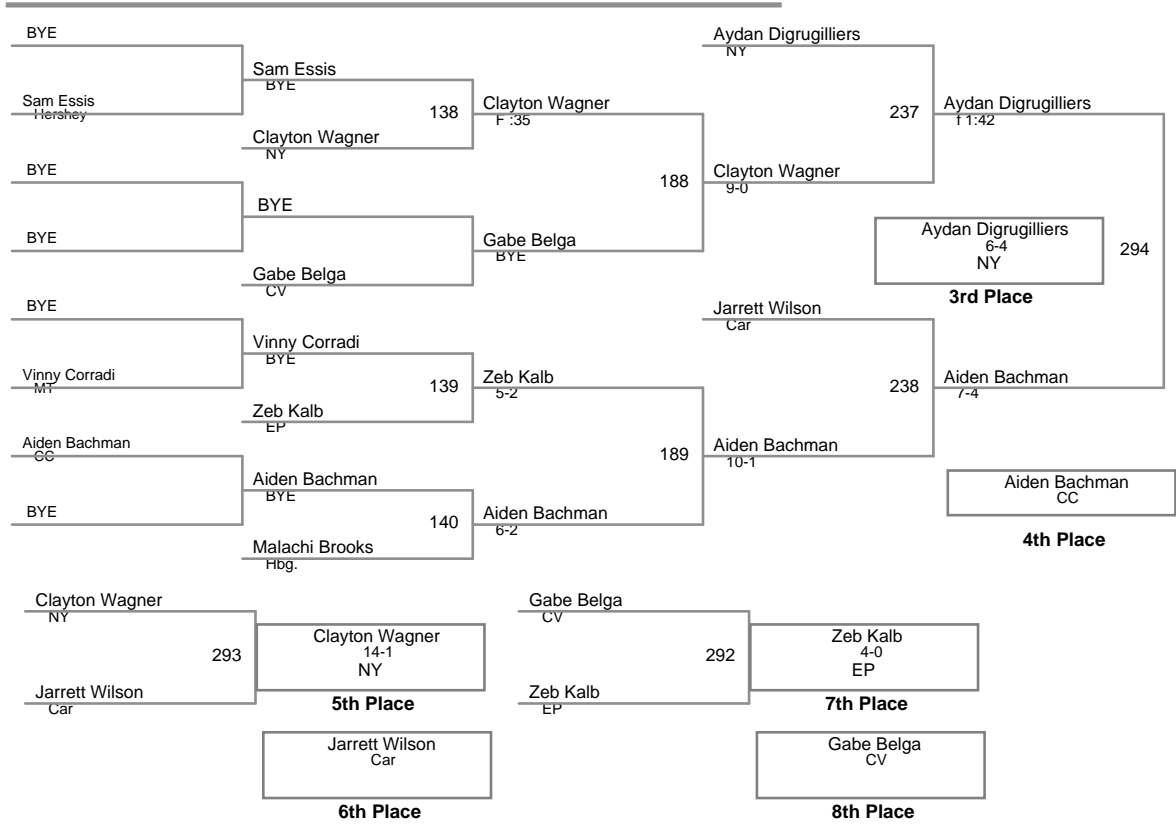 BYE
Sam Essis
Hershey
BYE
BYE
BYE
Vinny Corradi
MT
Aiden Bachman
CC
BYE
Sam Essis
BYE
138
Clayton Wagner
NY
BYE
Gabe Belga
CV
Vinny Corradi
BYE
139
Zeb Kalb
EP
Aiden Bachman
BYE
140
Malachi Brooks
Hbg.
Clayton Wagner
F :35
188
Gabe Belga
BYE
Zeb Kalb
5-2
189
Aiden Bachman
6-2
Aydan Digrugilliers
NY
237
Clayton Wagner
9-0
Jarrett Wilson
Car
238
Aiden Bachman
10-1
Aydan Digrugilliers
f 1:42
294
Aiden Bachman
7-4
Aydan Digrugilliers
6-4
NY
3rd Place
Aiden Bachman
CC
4th Place
Clayton Wagner
NY
293
Jarrett Wilson
Car
Clayton Wagner
14-1
NY
5th Place
Jarrett Wilson
Car
6th Place
Gabe Belga
CV
292
Zeb Kalb
EP
Zeb Kalb
4-0
EP
7th Place
Gabe Belga
CV
8th Place